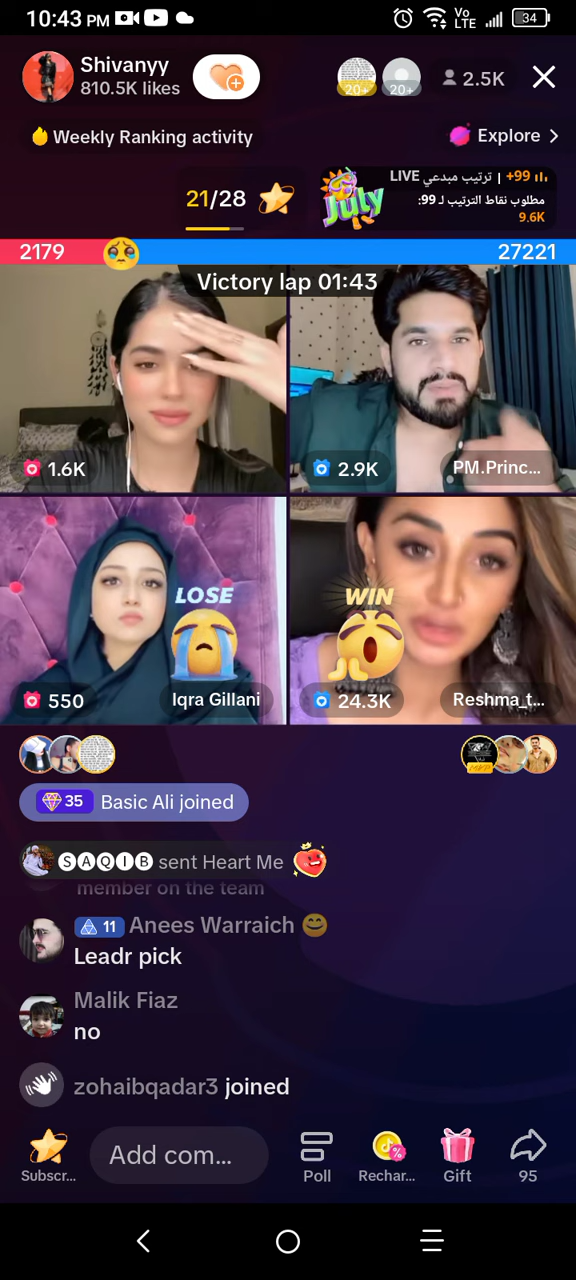 10:43 PM
Vo
LTE
34
Shivanyy
810.5K likes
20+
20+
2.5K
Weekly Ranking activity
Explore
21/28
July
LIVE ترتيب مبدعي | +99
مطلوب نقاط الترتيب لـ 99:
9.6K
2179
27221
Victory lap 01:43
1.6K
2.9K
PM.Princ...
LOSE
WIN
550
Iqra Gillani
24.3K
Reshma_t...
35 Basic Ali joined
🅢🅐🅠🅘🅑 sent Heart Me
member on the team
11 Anees Warraich 😄
Leadr pick
Malik Fiaz
no
zohaibqadar3 joined
Subscr...
Add com...
Poll
Rechar...
Gift
95